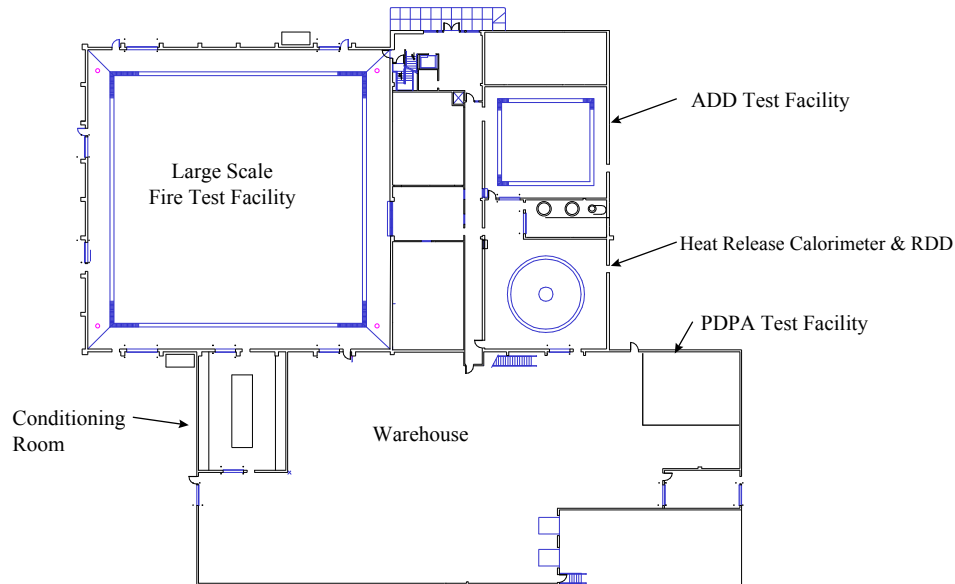 ADD Test Facility
Large Scale
Fire Test Facility
Heat Release Calorimeter & RDD
PDPA Test Facility
Conditioning
Room
Warehouse